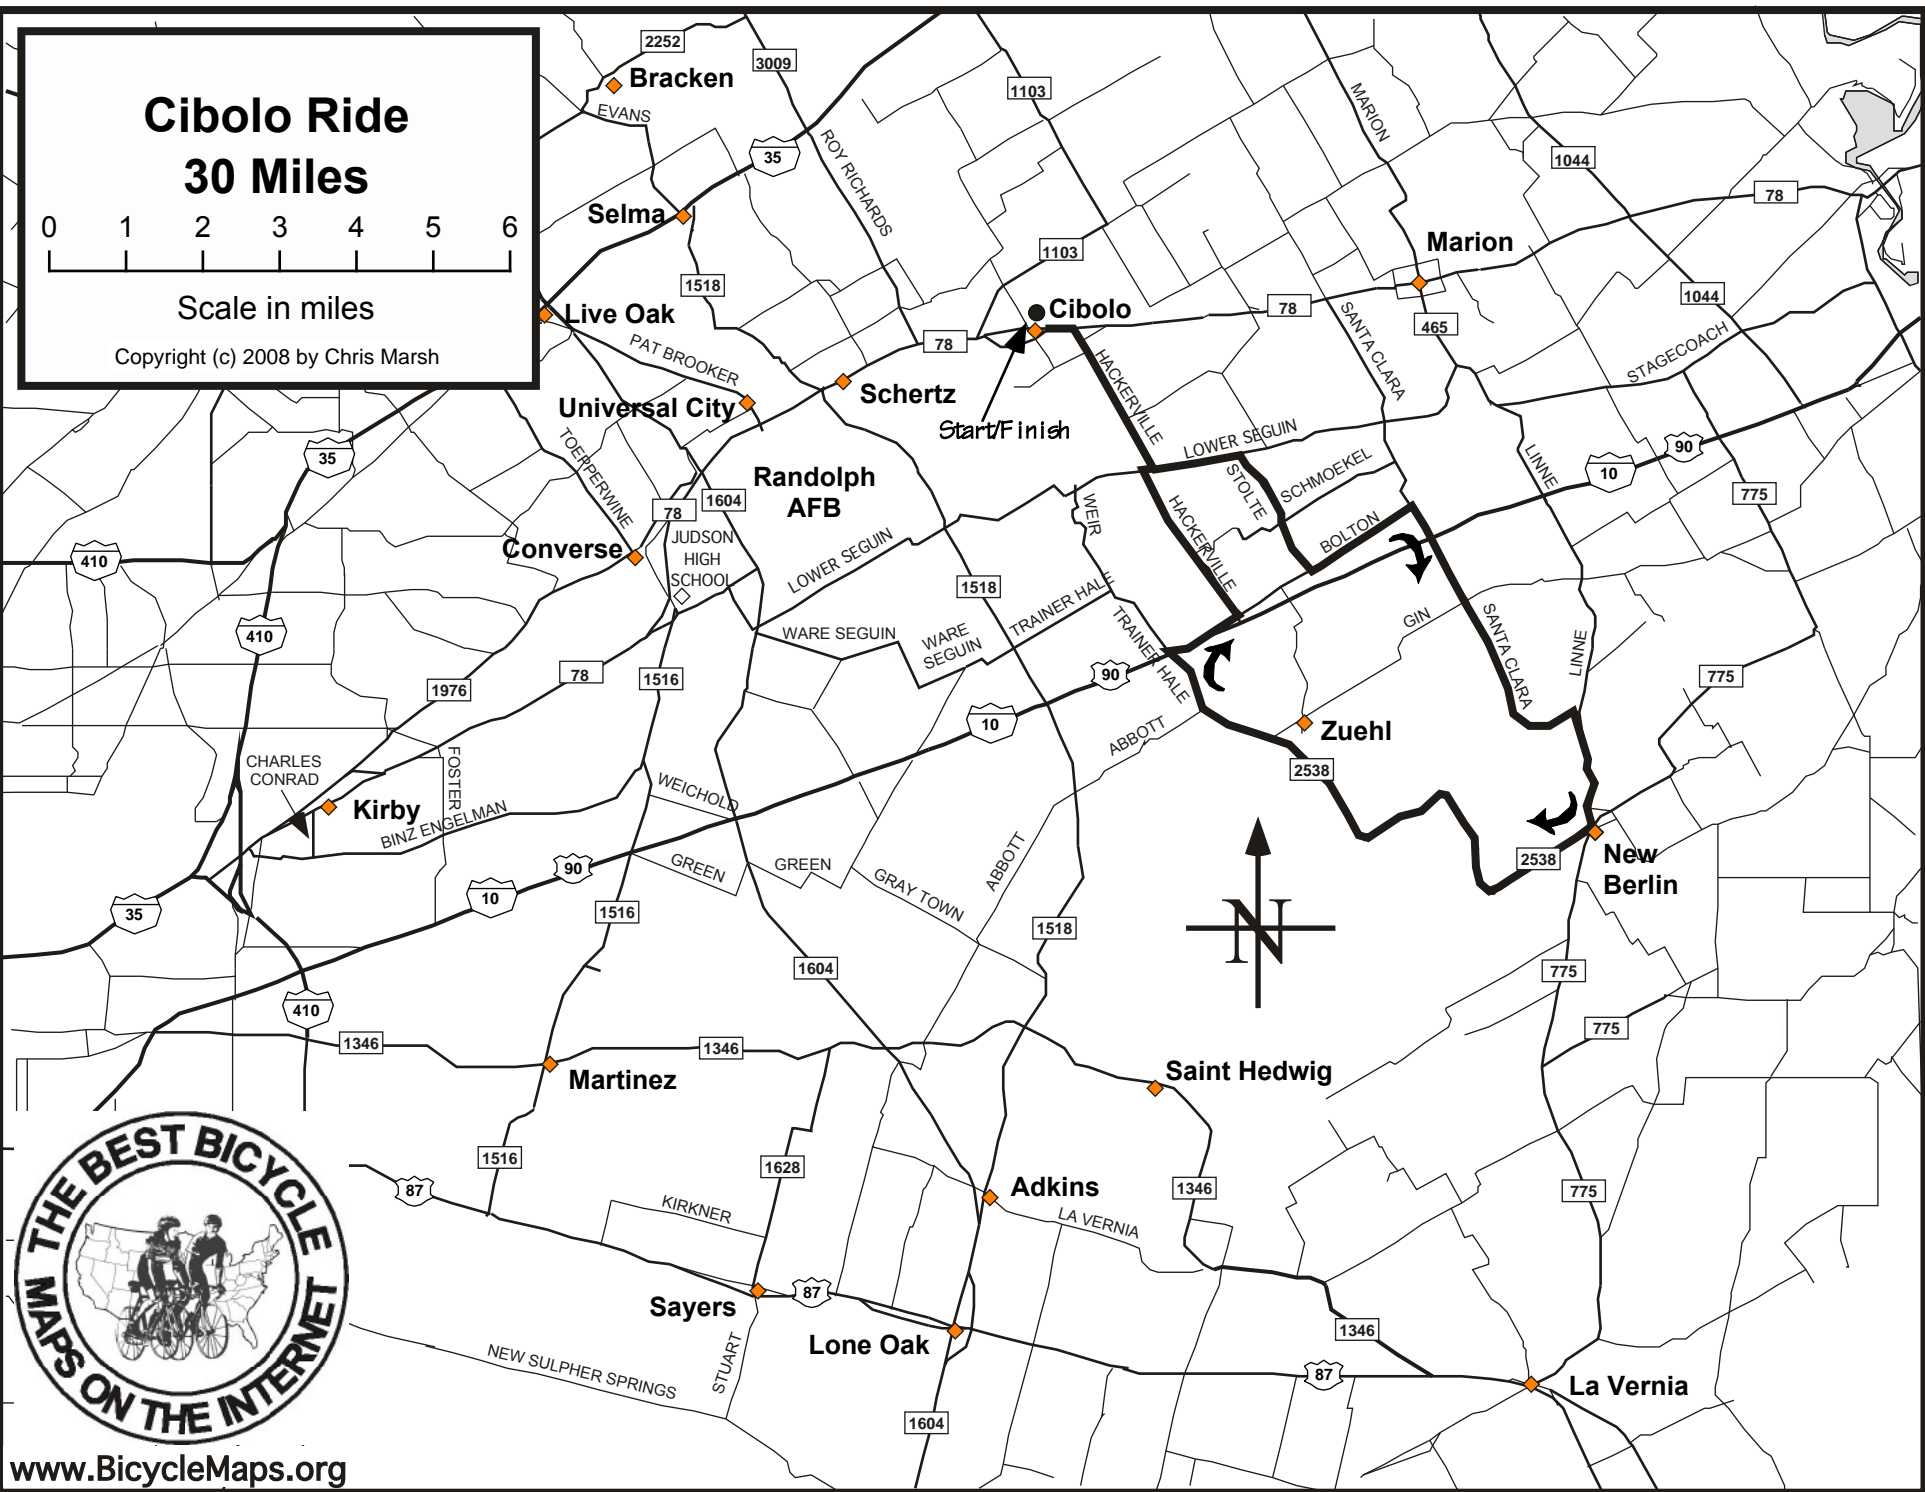 Cibolo Ride
30 Miles
0 1 2 3 4 5 6
Scale in miles
Copyright (c) 2008 by Chris Marsh
2252
Bracken
EVANS
3009
35
ROY RICHARDS
1103
MARION
1044
78
Selma
1518
1103
Marion
1044
Live Oak
Cibolo
78
465
SANTA CLARA
STAGECOACH
PAT BROOKER
78
Schertz
Universal City
Start/Finish
HACKERVILLE
LOWER SEGUIN
TOEPPERWINE
35
Randolph
AFB
78
1604
WEIR
HACKERVILLE
STOLTE
SCHMOEKEL
LINNE
10
90
775
BOLTON
410
Converse
JUDSON
HIGH
SCHOOL
LOWER SEGUIN
1518
TRAINER HALE
410
WARE SEGUIN
WARE
SEGUIN
TRAINER HALE
GIN
SANTA CLARA
LINNE
78
1516
1976
90
10
775
ABBOTT
Zuehl
2538
CHARLES
CONRAD
FOSTER
WEICHOLD
Kirby
BINZ ENGELMAN
90
10
GREEN
GREEN
GRAY TOWN
ABBOTT
2538
New
Berlin
35
1516
1518
N
1604
775
410
775
1346
1346
Martinez
Saint Hedwig
1516
1628
87
Adkins
1346
775
KIRKNER
LA VERNIA
Sayers
87
Lone Oak
1346
STUART
NEW SULPHER SPRINGS
87
La Vernia
1604
THE BEST BICYCLE
MAPS ON THE INTERNET
www.BicycleMaps.org